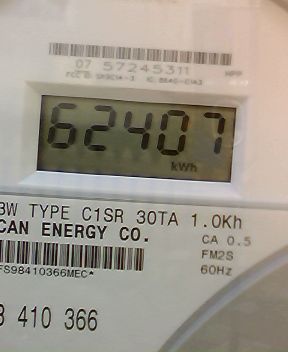 07 57245311 HPP
62407
kWh
3W TYPE C1SR 30TA 1.0Kh
CAN ENERGY CO.
CA 0.5
FM2S
60Hz
FS98410366MEC*
410 366